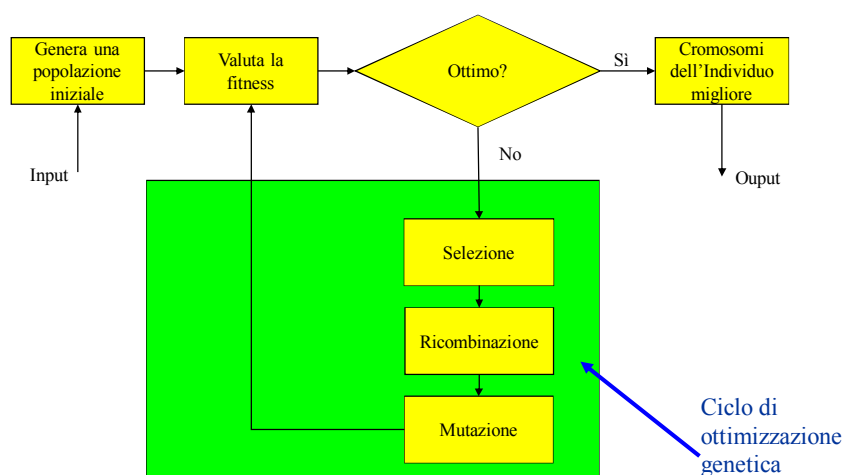 Genera una
popolazione
iniziale
Valuta la
fitness
Ottimo?
Sì
Cromosomi
dell'Individuo
migliore
Input
No
Ouput
Selezione
Ricombinazione
Mutazione
Ciclo di
ottimizzazione
genetica